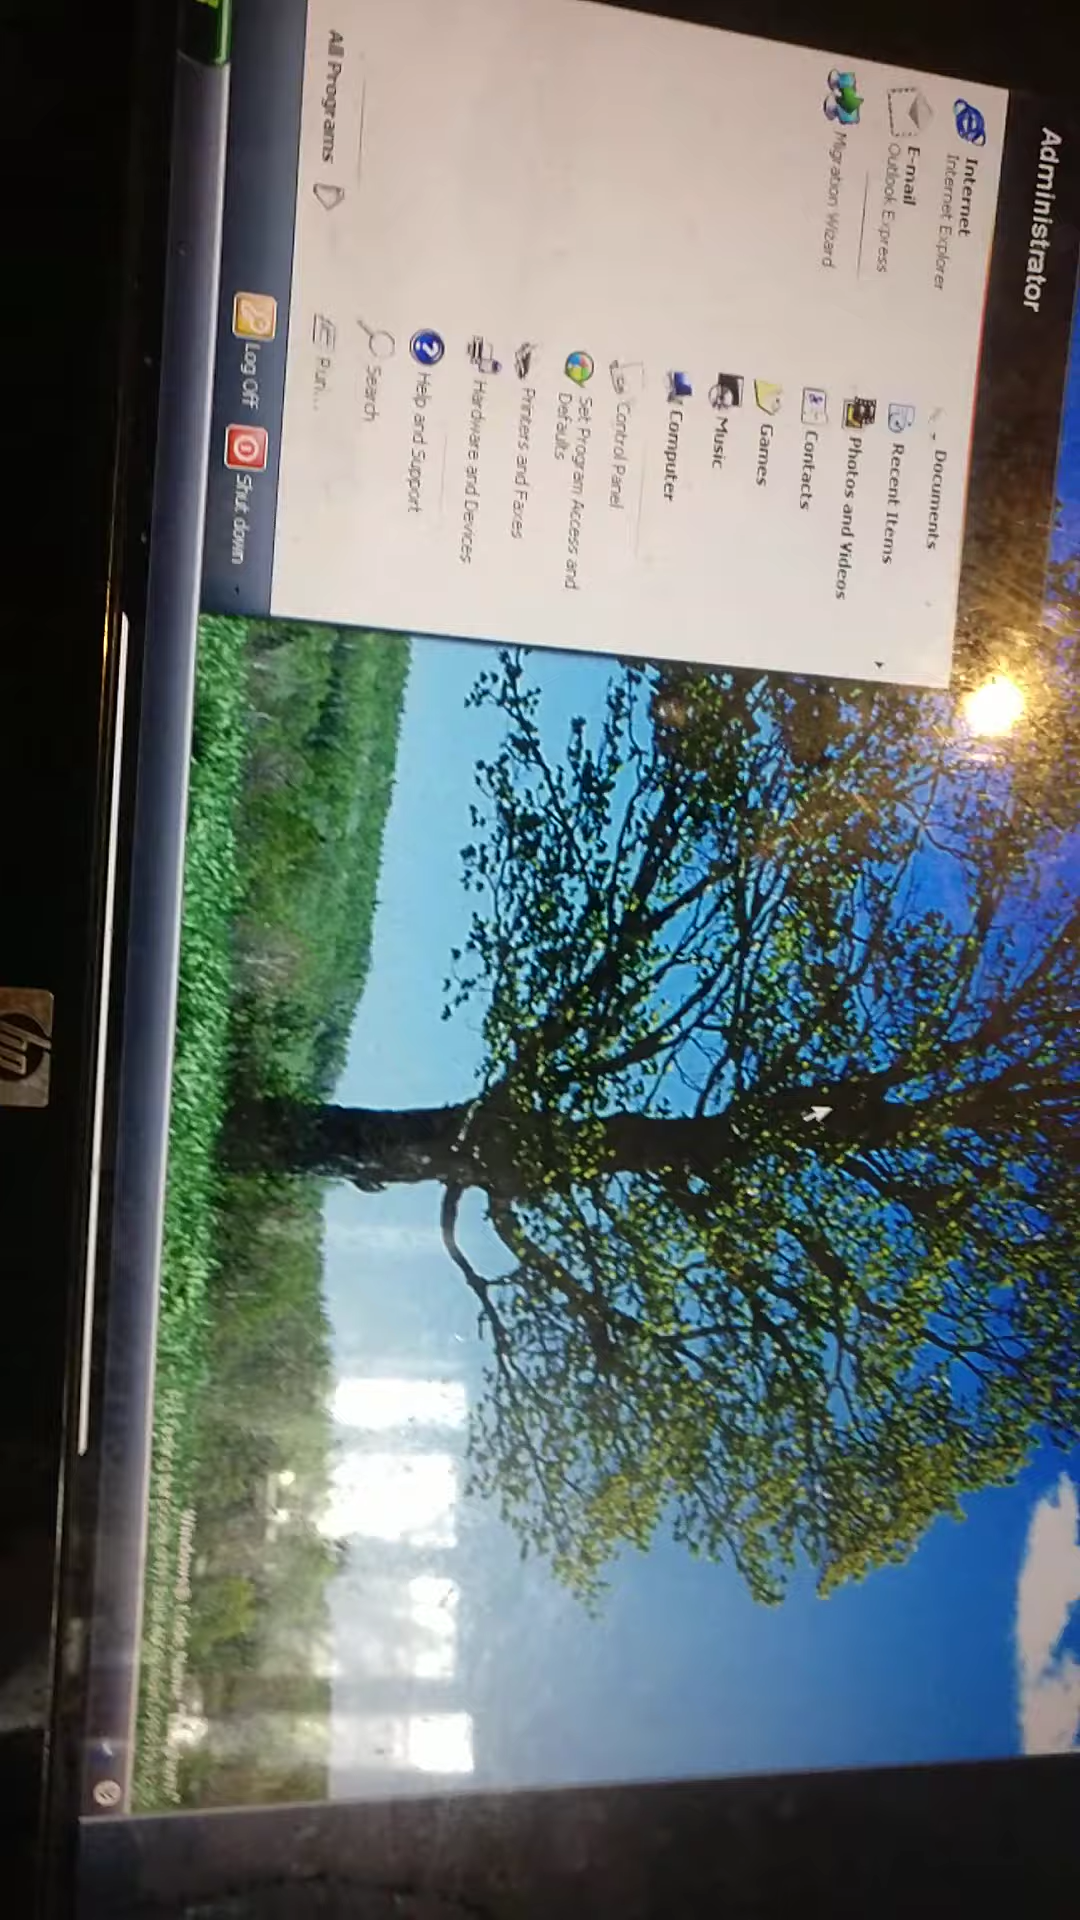 Administrator
Internet
Internet Explorer
E-mail
Outlook Express
Migration Wizard
All Programs
Documents
Recent Items
Photos and Videos
Contacts
Games
Music
Computer
Control Panel
Set Program Access and
Defaults
Printers and Faxes
Hardware and Devices
Help and Support
Search
Run...
Log Off
Shut down
hp